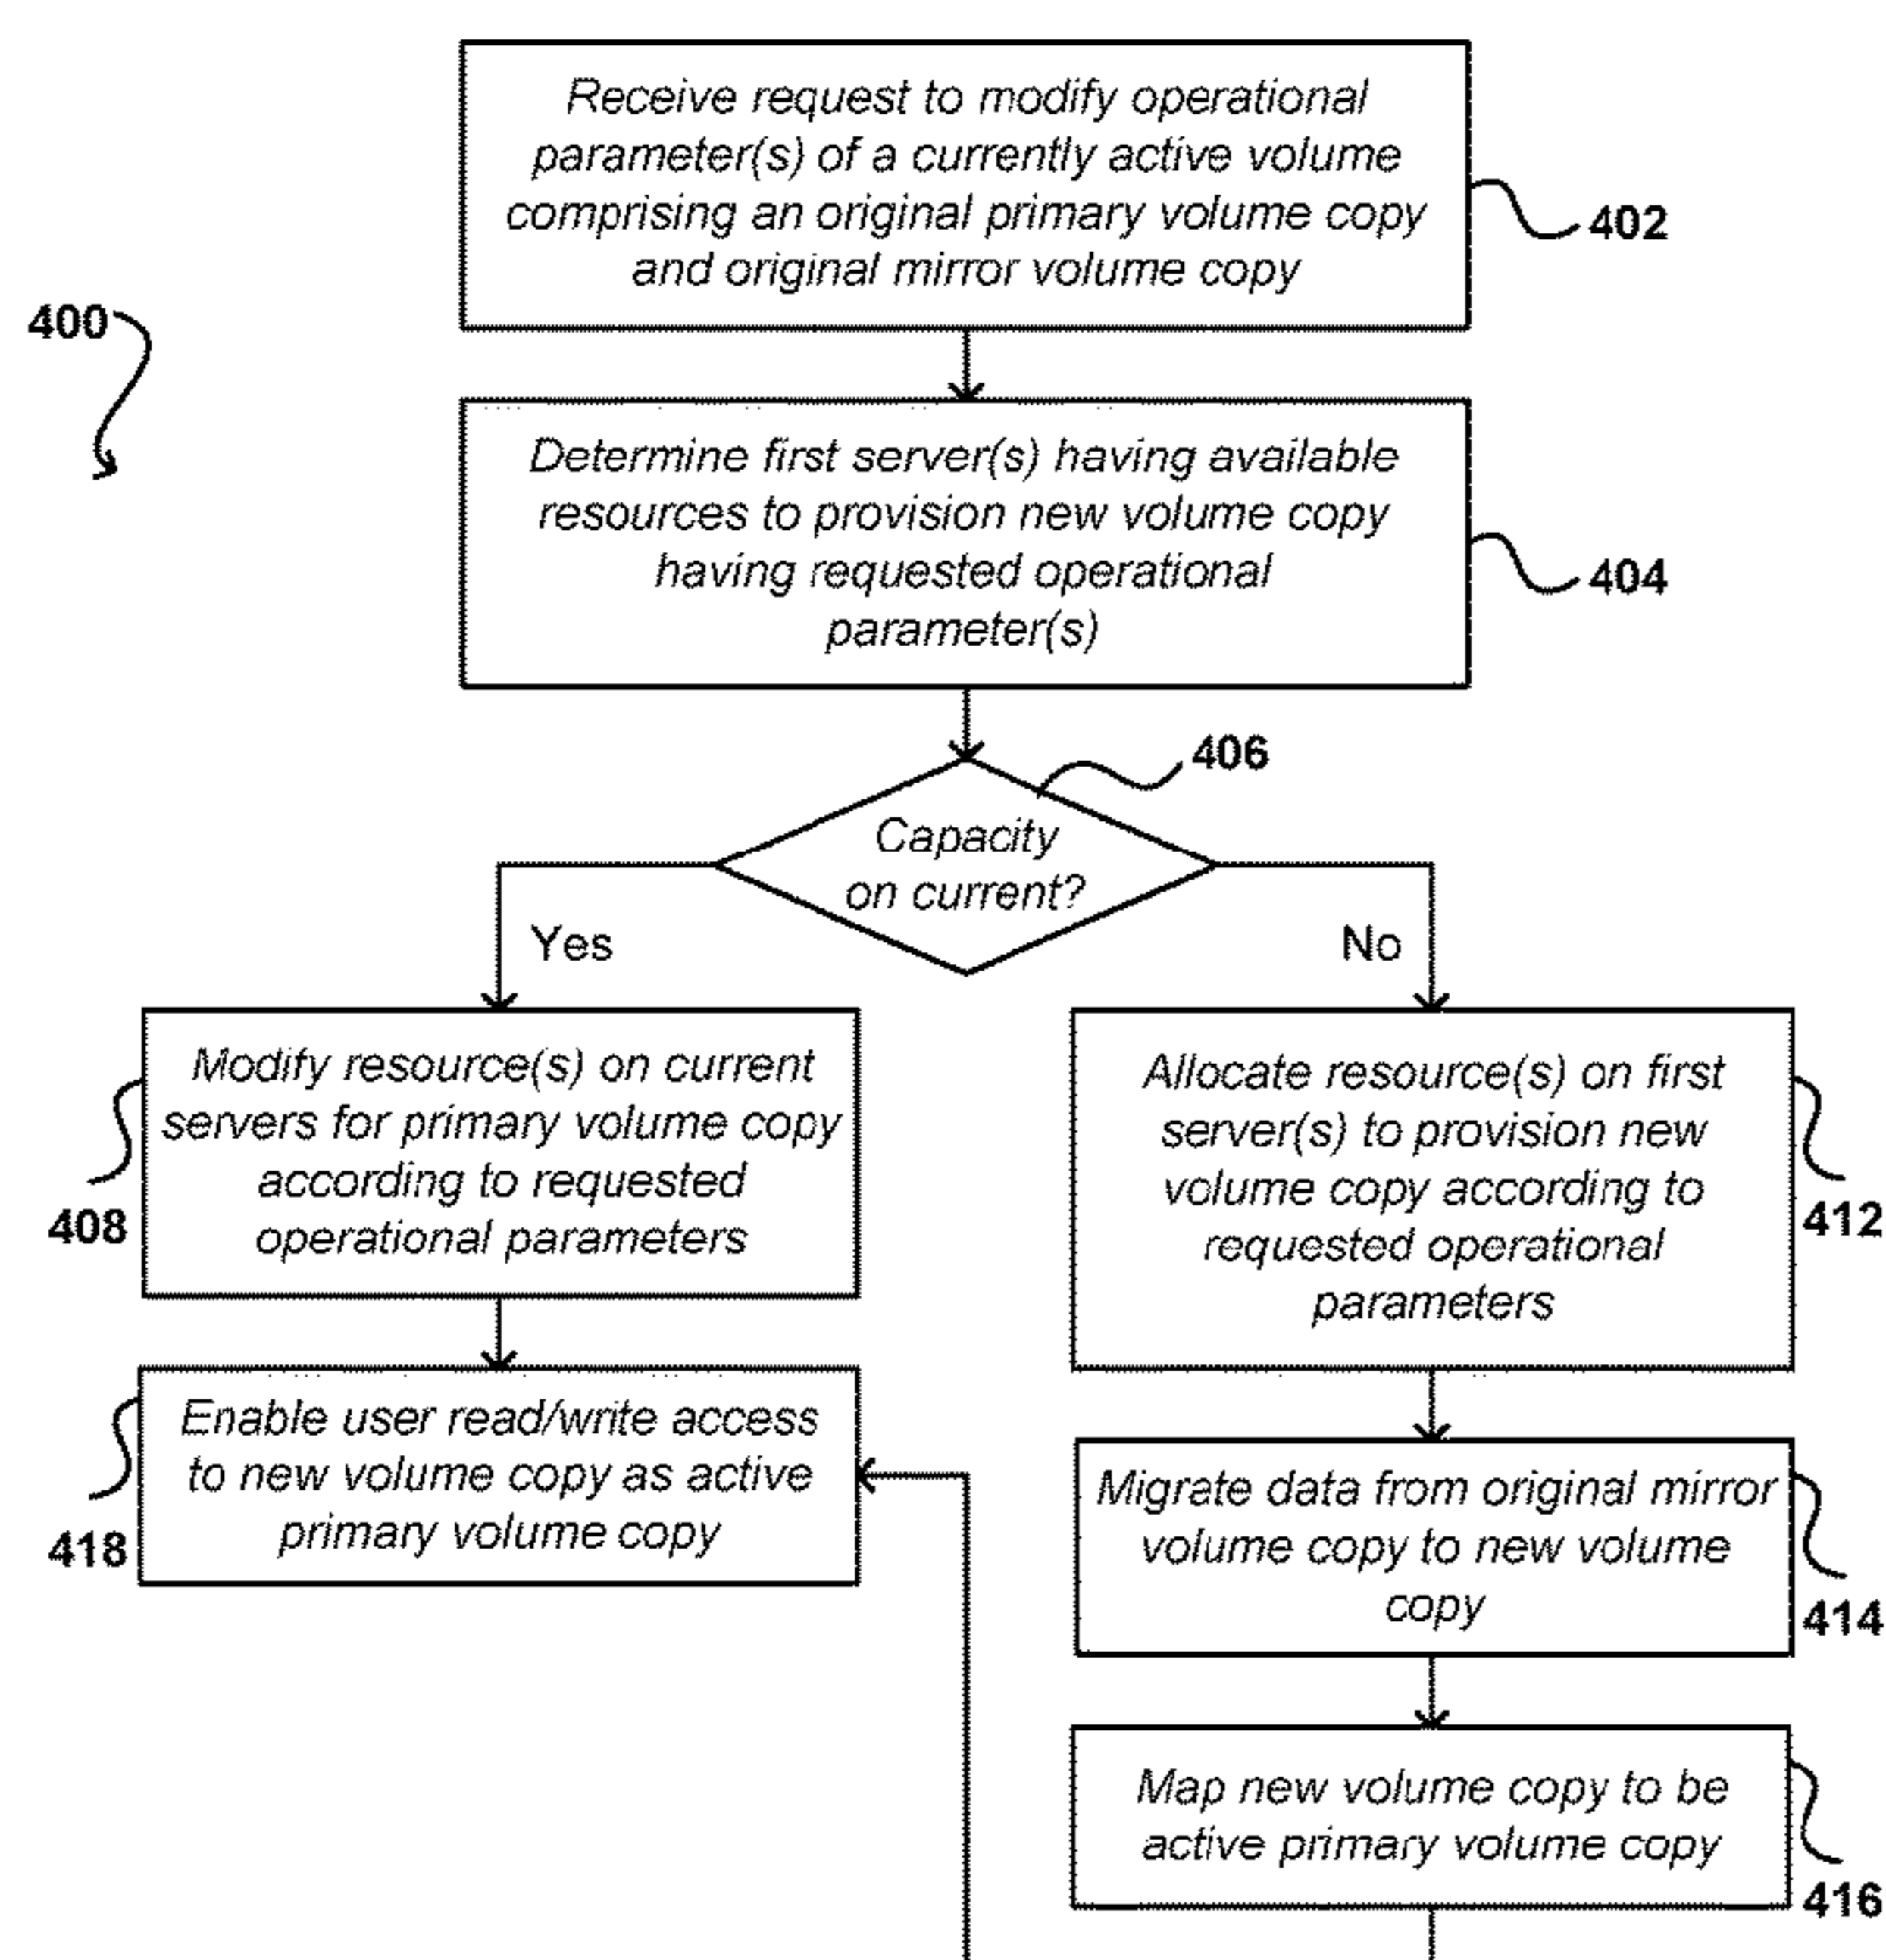 Receive request to modify operational
parameter(s) of a currently active volume
comprising an original primary volume copy
and original mirror volume copy
402
400
Determine first server(s) having available
resources to provision new volume copy
having requested operational
parameter(s)
404
406
Capacity
on current?
Yes
No
Modify resource(s) on current
servers for primary volume copy
according to requested
operational parameters
408
Allocate resource(s) on first
server(s) to provision new
volume copy according to
requested operational
parameters
412
Enable user read/write access
to new volume copy as active
primary volume copy
418
Migrate data from original mirror
volume copy to new volume
copy
414
Map new volume copy to be
active primary volume copy
416